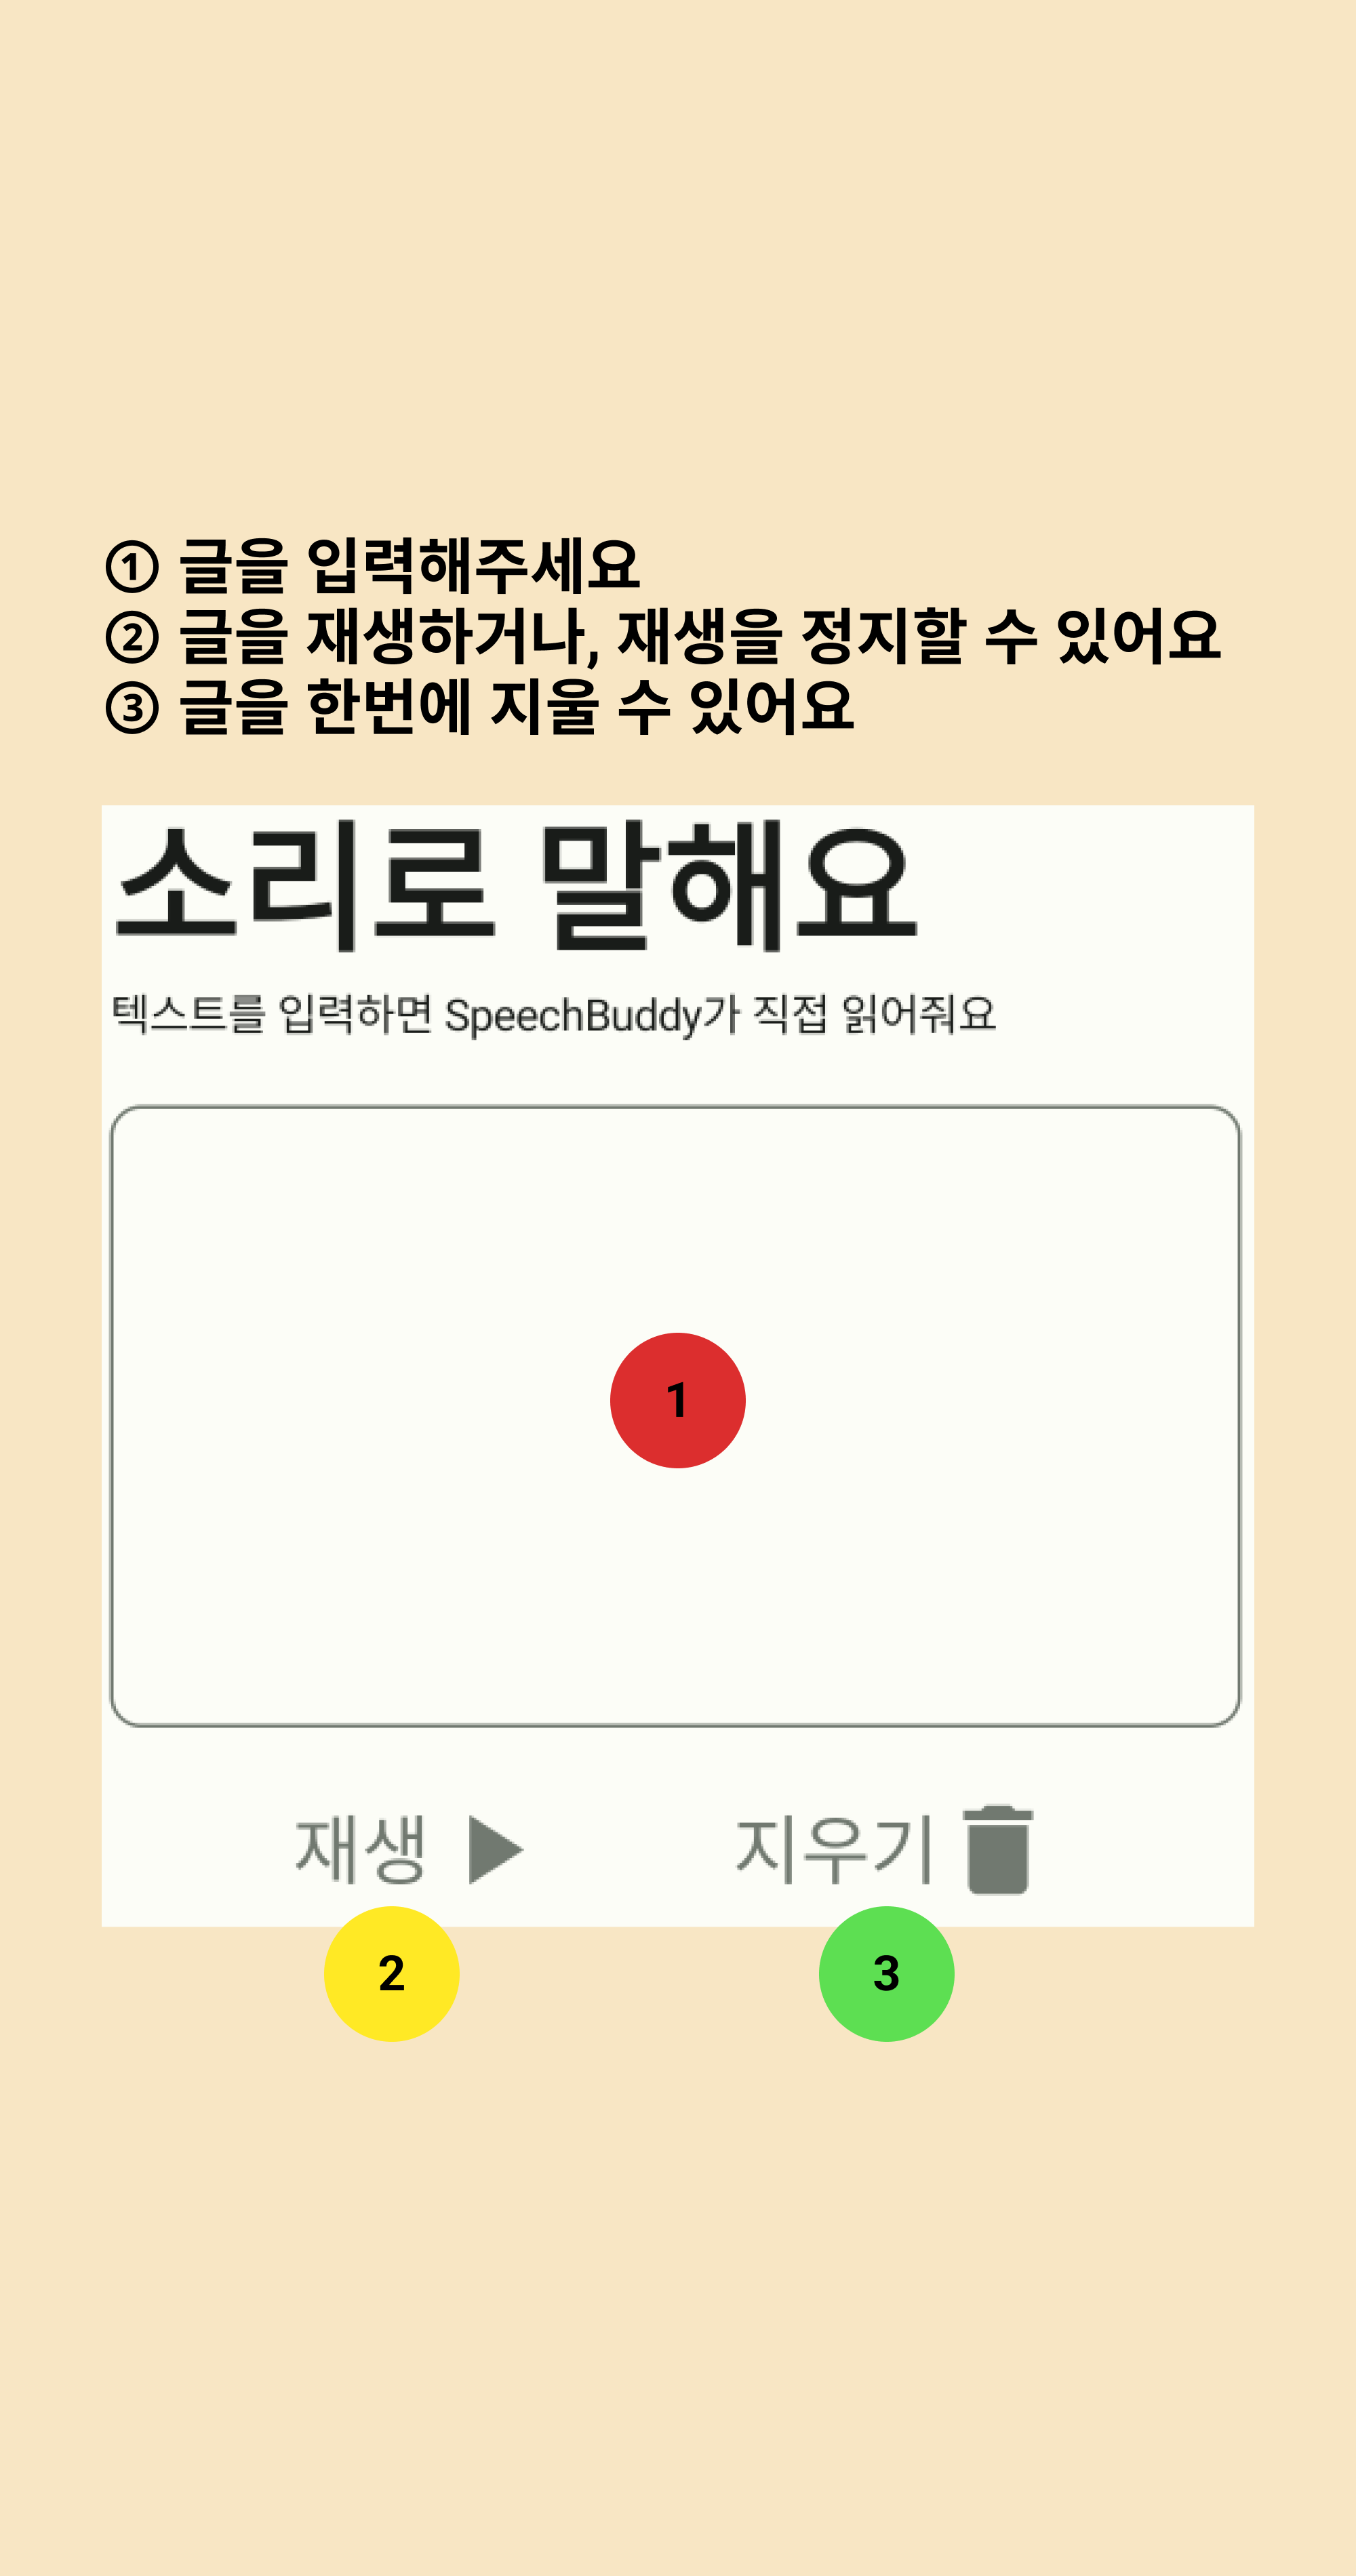 ① 글을 입력해주세요
② 글을 재생하거나, 재생을 정지할 수 있어요
③ 글을 한번에 지울 수 있어요
소리로 말해요
텍스트를 입력하면 SpeechBuddy가 직접 읽어줘요
1
재생 지우기
2 3